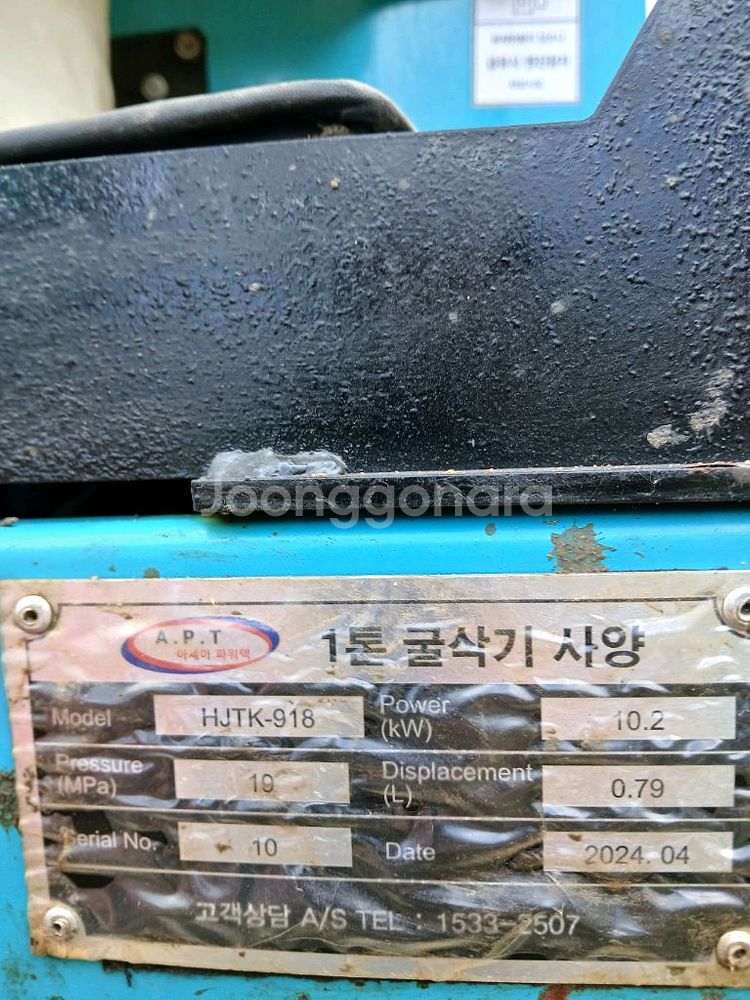 Joonggonara
A.P.T
아세아 파워텍
1톤 굴삭기 사양
Model HJTK-918 Power (kW) 10.2
Pressure (MPa) 19 Displacement (L) 0.79
Serial No. 10 Date 2024.04
고객상담 A/S TEL : 1533-2507